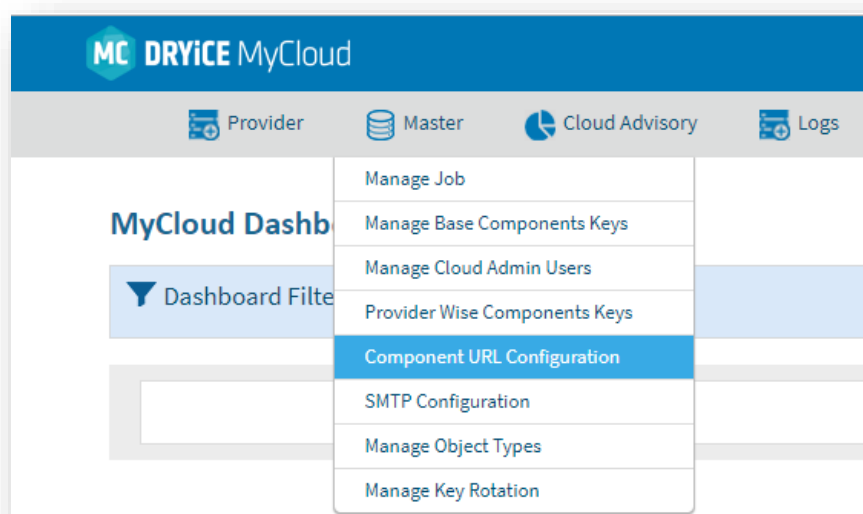 MC DRYiCE MyCloud
Provider Master Cloud Advisory Logs
Manage Job
MyCloud Dashb
Manage Base Components Keys
Manage Cloud Admin Users
Dashboard Filte
Provider Wise Components Keys
Component URL Configuration
SMTP Configuration
Manage Object Types
Manage Key Rotation